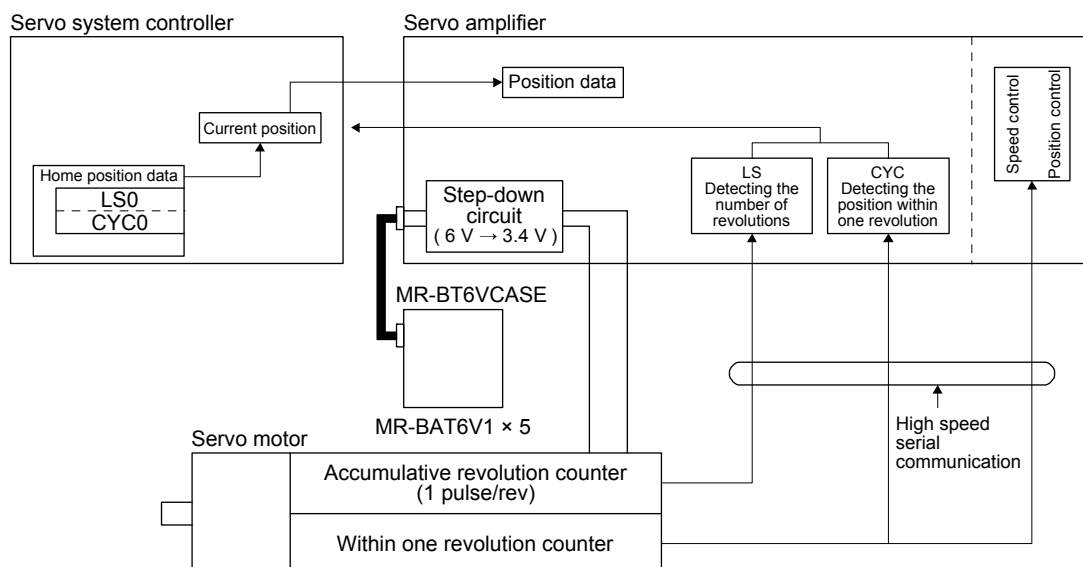 Servo system controller
Servo amplifier
Position data
Current position
Home position data
LS0
CYC0
Step-down
circuit
( 6 V → 3.4 V )
LS
Detecting the
number of
revolutions
CYC
Detecting the
position within
one revolution
Speed control
Position control
MR-BT6VCASE
MR-BAT6V1 × 5
High speed
serial
communication
Servo motor
Accumulative revolution counter
(1 pulse/rev)
Within one revolution counter